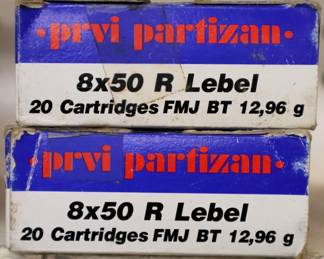 ·prvi partizan·
8x50 R Lebel
20 Cartridges FMJ BT 12,96 g
·prvi partizan·
8x50 R Lebel
20 Cartridges FMJ BT 12,96 g